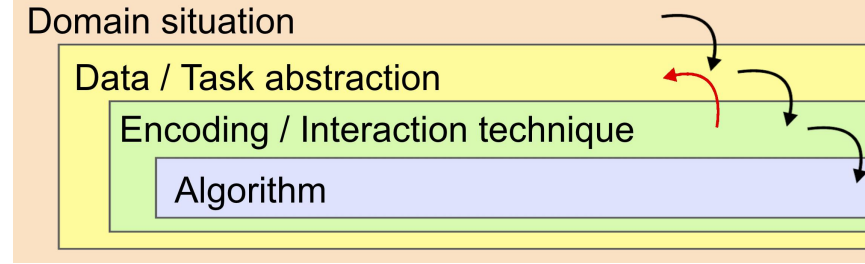 Domain situation
Data / Task abstraction
Encoding / Interaction technique
Algorithm